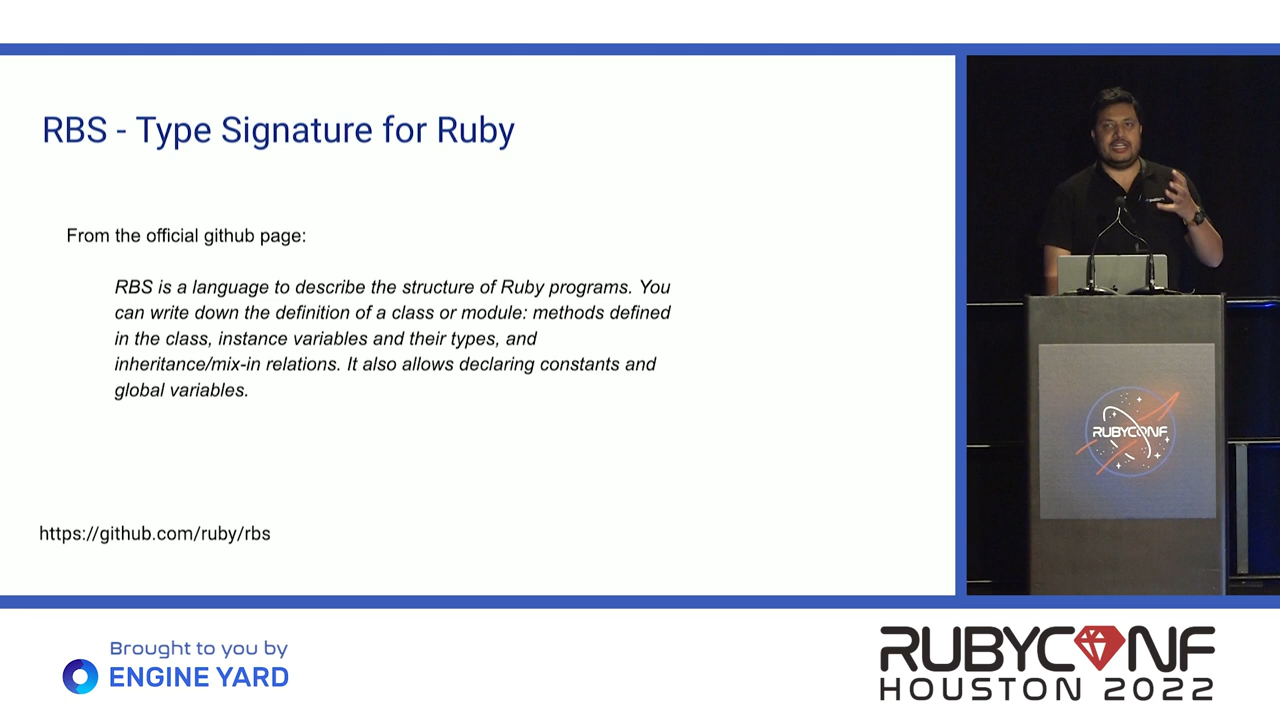 RBS - Type Signature for Ruby
From the official github page:
RBS is a language to describe the structure of Ruby programs. You
can write down the definition of a class or module: methods defined
in the class, instance variables and their types, and
inheritance/mix-in relations. It also allows declaring constants and
global variables.
https://github.com/ruby/rbs
RUBYCONF
Brought to you by
ENGINE YARD
RUBYCONF
HOUSTON 2022